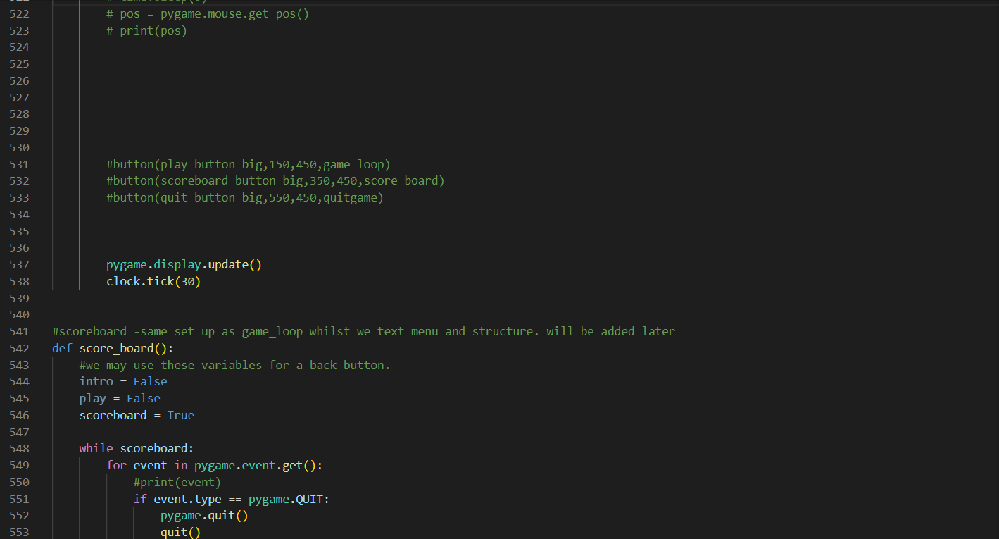 522 # pos = pygame.mouse.get_pos()
523 # print(pos)
524
525
526
527
528
529
530
531 #button(play_button_big,150,450,game_loop)
532 #button(scoreboard_button_big,350,450,score_board)
533 #button(quit_button_big,550,450,quitgame)
534
535
536
537 pygame.display.update()
538 clock.tick(30)
539
540
541 #scoreboard -same set up as game_loop whilst we text menu and structure. will be added later
542 def score_board():
543 #we may use these variables for a back button.
544 intro = False
545 play = False
546 scoreboard = True
547
548 while scoreboard:
549 for event in pygame.event.get():
550 #print(event)
551 if event.type == pygame.QUIT:
552 pygame.quit()
553 quit()